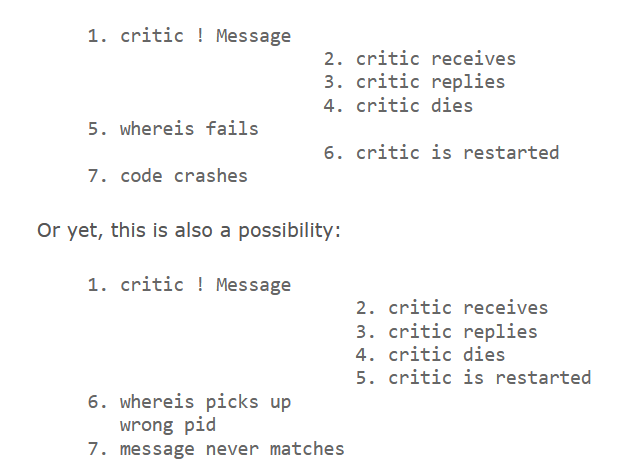 1. critic ! Message
2. critic receives
3. critic replies
4. critic dies
5. whereis fails
6. critic is restarted
7. code crashes
Or yet, this is also a possibility:
1. critic ! Message
2. critic receives
3. critic replies
4. critic dies
5. critic is restarted
6. whereis picks up
wrong pid
7. message never matches